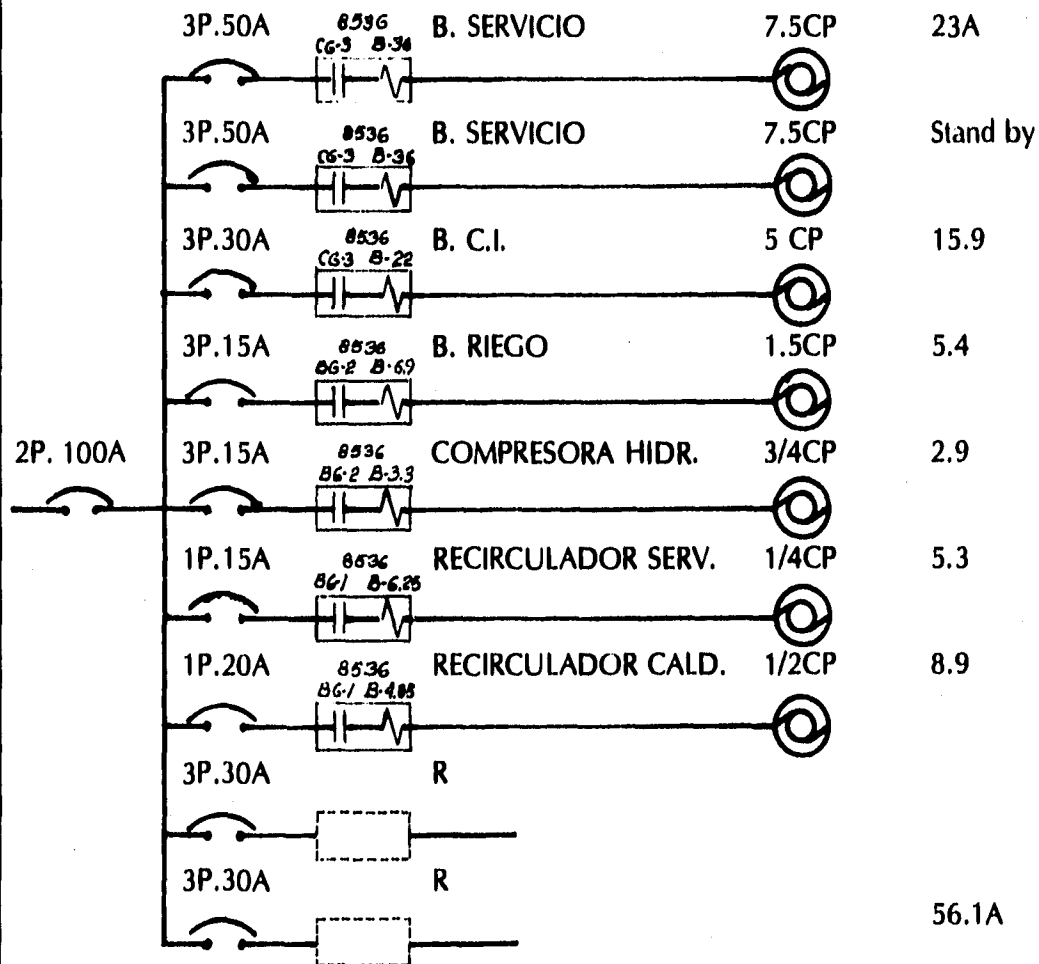 3P.50A 8536 B. SERVICIO 7.5CP 23A
CG-3 B-36
3P.50A 8536 B. SERVICIO 7.5CP Stand by
CG-3 B-36
3P.30A 8536 B. C.I. 5 CP 15.9
CG-3 B-22
3P.15A 8536 B. RIEGO 1.5CP 5.4
BG-2 B-6.9
2P. 100A 3P.15A 8536 COMPRESORA HIDR. 3/4CP 2.9
BG-2 B-3.3
1P.15A 8536 RECIRCULADOR SERV. 1/4CP 5.3
BG-1 B-6.25
1P.20A 8536 RECIRCULADOR CALD. 1/2CP 8.9
BG-1 B-4.85
3P.30A R
3P.30A R
56.1A